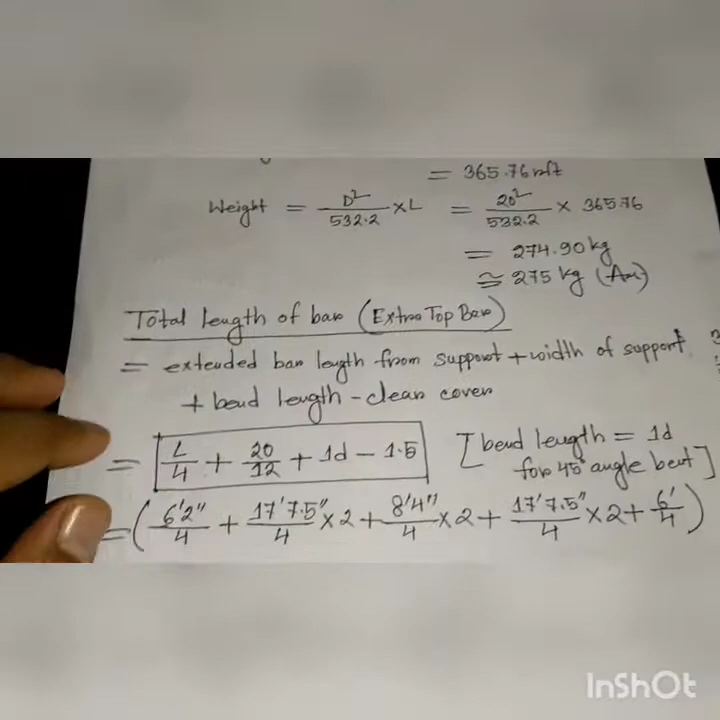 = 365.76 rft
Weight = D²/532.2 × L = 20²/532.2 × 365.76
= 274.90 kg
≅ 275 kg (Ans)
Total length of bar (Extra Top Bar)
= extended bar length from support + width of support
+ bend length - clear cover
= L/4 + 20/12 + 1d - 1.5 [bend length = 1d
for 45° angle bent]
= (6'2"/4 + 17'7.5"/4 × 2 + 8'4"/4 × 2 + 17'7.5"/4 × 2 + 6'/4)
InShOt